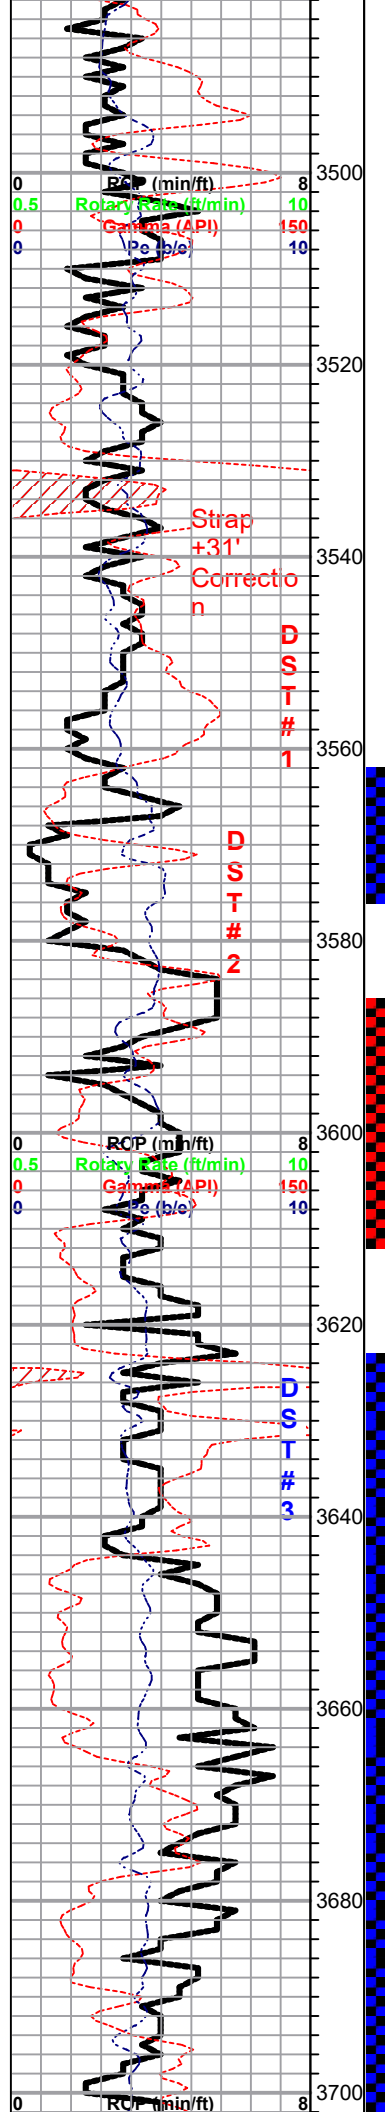 3500
0 ROP (min/ft) 8
0.5 Rotary Rate (ft/min) 10
0 Gamma (API) 150
0 Pe (b/e) 10
3520
Strap
+31'
3540
Correctio
n
D
S
T
#
1
3560
D
S
T
#
2
3580
3600
0 ROP (min/ft) 8
0.5 Rotary Rate (ft/min) 10
0 Gamma (API) 150
0 Pe (b/e) 10
3620
D
S
T
#
3
3640
3660
3680
3700
0 ROP (min/ft) 8